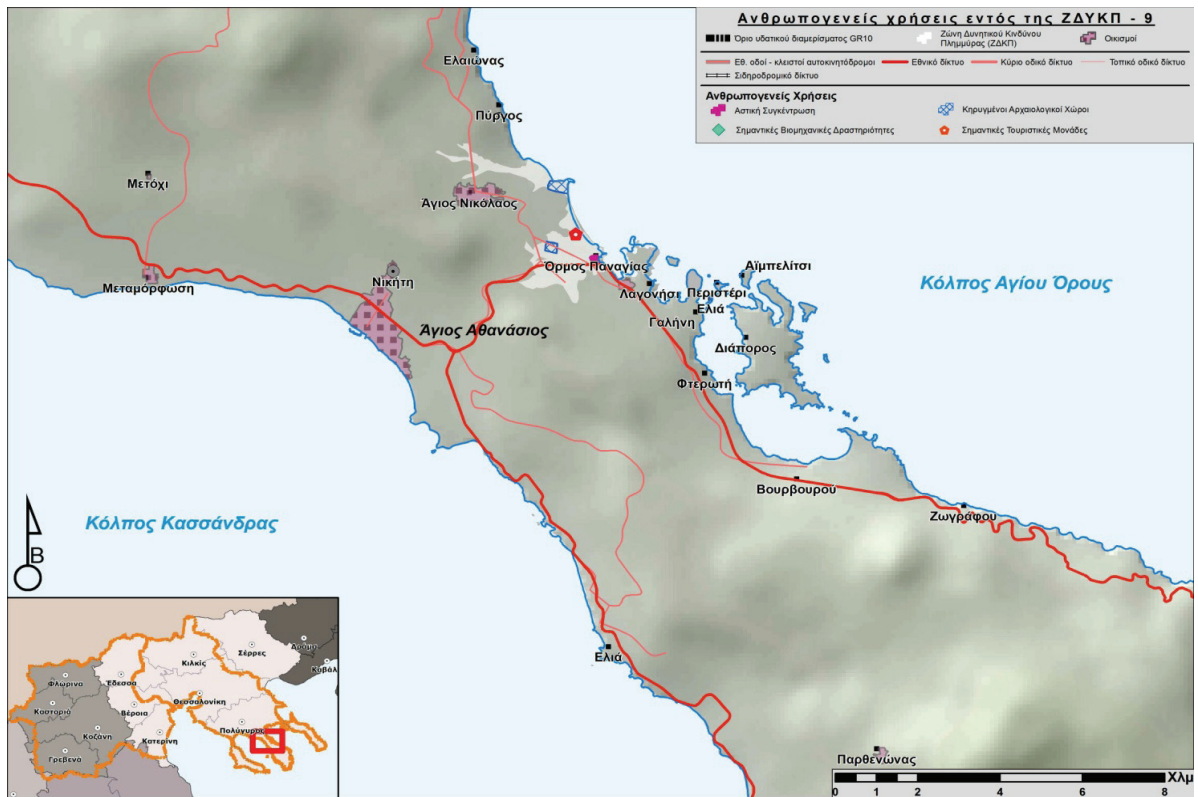 Ανθρωπογενείς χρήσεις εντός της ΖΔΥΚΠ - 9
Όριο υδατικού διαμερίσματος GR10
Ζώνη Δυνητικού Κινδύνου
Πλημμύρας (ΖΔΚΠ)
Οικισμοί
Εθ. οδοί - κλειστοί αυτοκινητόδρομοι
Εθνικό δίκτυο
Κύριο οδικό δίκτυο
Τοπικό οδικό δίκτυο
Σιδηροδρομικό δίκτυο
Ανθρωπογενείς Χρήσεις
Αστική Συγκέντρωση
Κηρυγμένοι Αρχαιολογικοί Χώροι
Σημαντικές Βιομηχανικές Δραστηριότητες
Σημαντικές Τουριστικές Μονάδες
Ελαιώνας
Πύργος
Μετόχι
Άγιος Νικόλαος
Όρμος Παναγίας
Αϊμπελίτσι
Νικήτη
Μεταμόρφωση
Λαγονήσι
Περιστέρι
Ελιά
Κόλπος Αγίου Όρους
Γαλήνη
Άγιος Αθανάσιος
Διάπορος
Φτερωτή
Βουρβουρού
Ζωγράφου
Κόλπος Κασσάνδρας
Β
Ελιά
Παρθενώνας
Χλμ
0 1 2 4 6 8
Σέρρες
Δράμα
Κιλκίς
Καβάλ
Φλώρινα
Έδεσσα
Θεσσαλονίκη
Καστοριά
Βέροια
Πολύγυρος
Κοζάνη
Κατερίνη
Γρεβενά